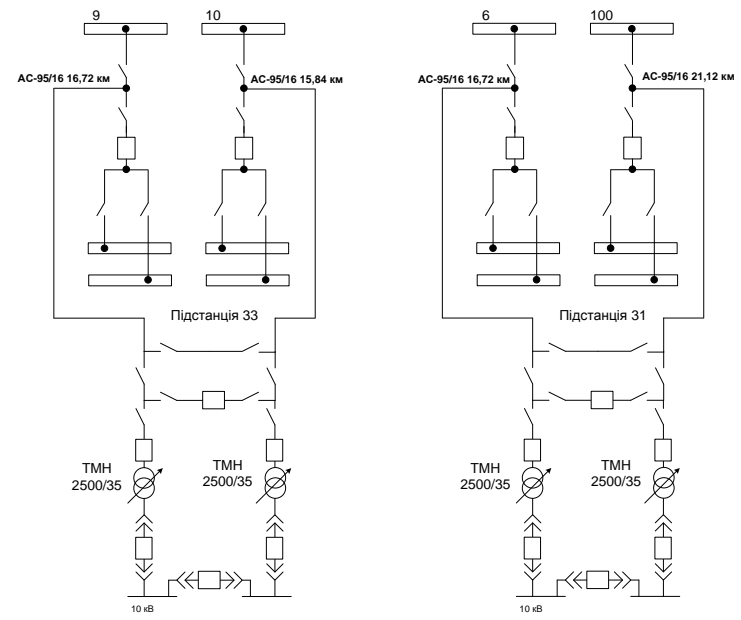 9
10
АС-95/16 16,72 км
АС-95/16 15,84 км
Підстанція 33
ТМН
2500/35
ТМН
2500/35
10 кВ
6
100
АС-95/16 16,72 км
АС-95/16 21,12 км
Підстанція 31
ТМН
2500/35
ТМН
2500/35
10 кВ